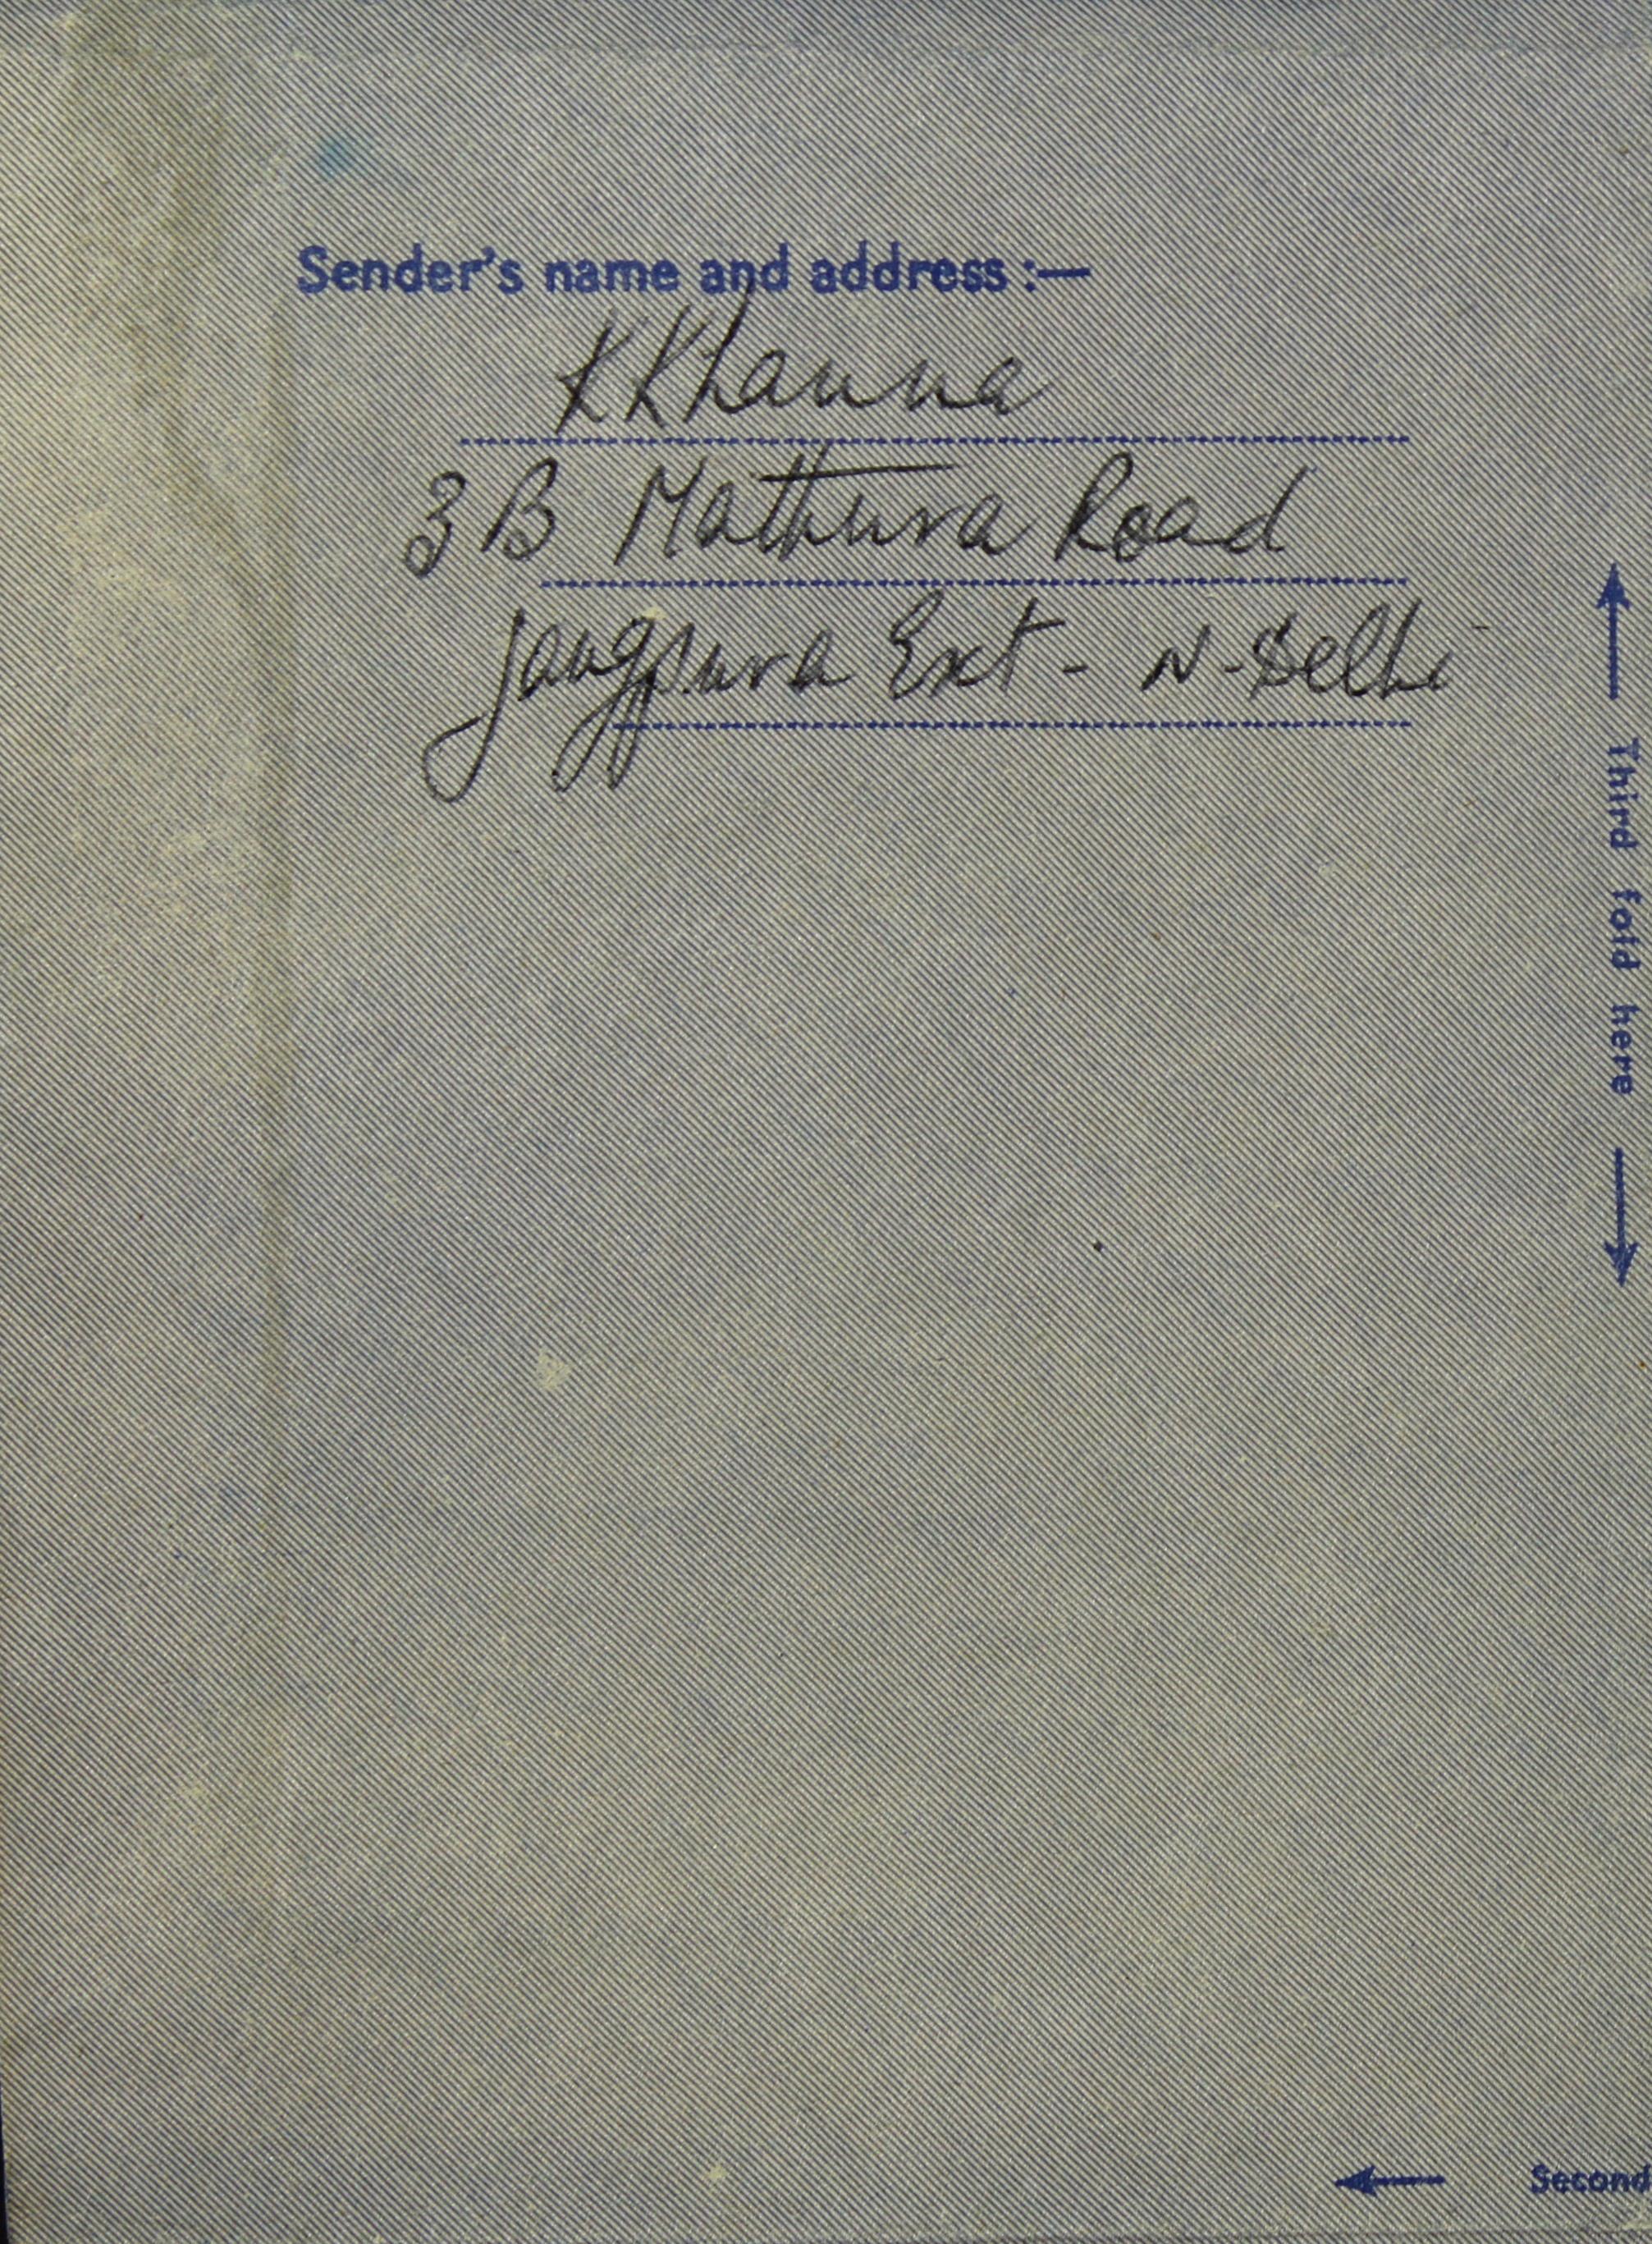 Sender's name and address :—
K Khanna
3 B Mathura Road
Jangpura Ext - N-Delhi
Third fold here
Second